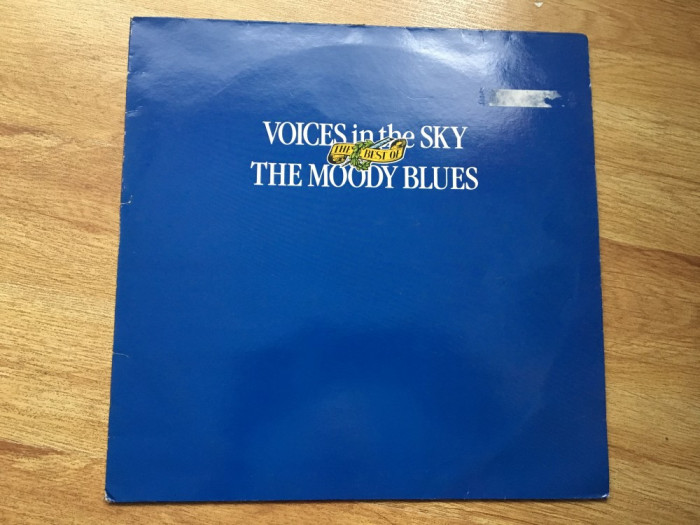 VOICES in the SKY
THE BEST OF
THE MOODY BLUES